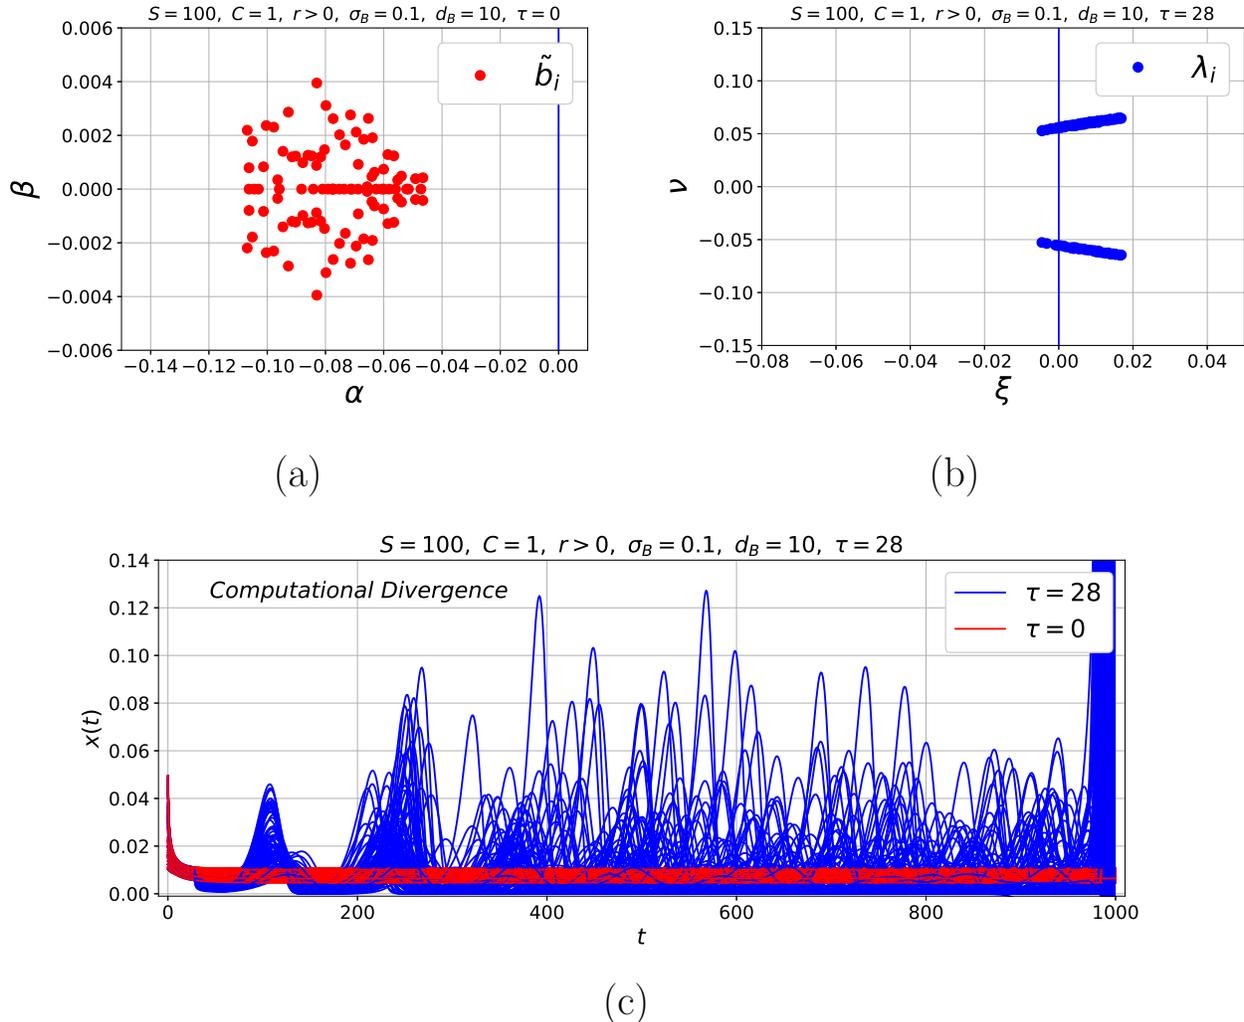 S = 100, C = 1, r > 0, σ_B = 0.1, d_B = 10, τ = 0
0.006
0.004
0.002
0.000
−0.002
−0.004
−0.006
β
b̃_i
−0.14 −0.12 −0.10 −0.08 −0.06 −0.04 −0.02 0.00
α
(a)
S = 100, C = 1, r > 0, σ_B = 0.1, d_B = 10, τ = 28
0.15
0.10
0.05
0.00
−0.05
−0.10
−0.15
ν
λ_i
−0.08 −0.06 −0.04 −0.02 0.00 0.02 0.04
ξ
(b)
S = 100, C = 1, r > 0, σ_B = 0.1, d_B = 10, τ = 28
0.14
0.12
0.10
0.08
0.06
0.04
0.02
0.00
x(t)
Computational Divergence
τ = 28
τ = 0
0 200 400 600 800 1000
t
(c)